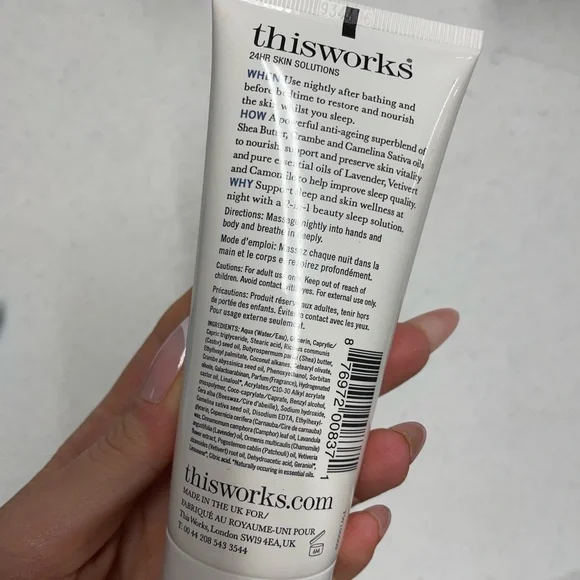 thisworks®
24HR SKIN SOLUTIONS
WHEN Use nightly after bathing and
before bedtime to restore and nourish
the skin whilst you sleep.
HOW A powerful anti-ageing superblend of
Shea Butter, Crambe and Camelina Sativa oils
to nourish, support and preserve skin vitality
and pure essential oils of Lavender, Vetivert
and Camomile to help improve sleep quality.
WHY Support sleep and skin wellness at
night with a 2-in-1 beauty sleep solution.
Directions: Massage nightly into hands and
body and breathe in deeply.
Mode d'emploi: Massez chaque nuit dans la
main et le corps et respirez profondément.
Cautions: For adult use only. Keep out of reach of
children. Avoid contact with eyes. For external use only.
Précautions: Produit réservé aux adultes, tenir hors
de portée des enfants. Évitez le contact avec les yeux.
Pour usage externe seulement.
INGREDIENTS: Aqua (Water/Eau), Glycerin, Caprylic/
Capric triglyceride, Stearic acid, Ricinus communis
(Castor) seed oil, Butyrospermum parkii (Shea) butter,
Ethylhexyl palmitate, Coconut alkanes, Cetearyl olivate,
Crambe abyssinica seed oil, Phenoxyethanol, Sorbitan
olivate, Galactoarabinan, Parfum (Fragrance), Hydrogenated
castor oil, Linalool*, Acrylates/C10-30 Alkyl acrylate
crosspolymer, Coco-caprylate/Caprate, Benzyl alcohol,
Cera alba (Beeswax/Cire d'abeille), Sodium hydroxide,
Camelina sativa seed oil, Disodium EDTA, Ethylhexyl-
glycerin, Copernicia cerifera (Carnauba/Cire de carnauba)
wax, Cinnamomum camphora (Camphor) leaf oil, Lavandula
angustifolia (Lavender) oil, Ormenis multicaulis (Chamomile)
flower extract, Pogostemon cablin (Patchouli) oil, Vetiveria
zizanoides (Vetivert) root oil, Dehydroacetic acid, Geraniol*,
Limonene*, Citric acid. *Naturally occuring in essential oils.
8 76972 00837 1
thisworks.com
MADE IN THE UK FOR/
FABRIQUÉ AU ROYAUME-UNI POUR
This Works, London SW19 4EA, UK
T: 00 44 208 543 3544
6M